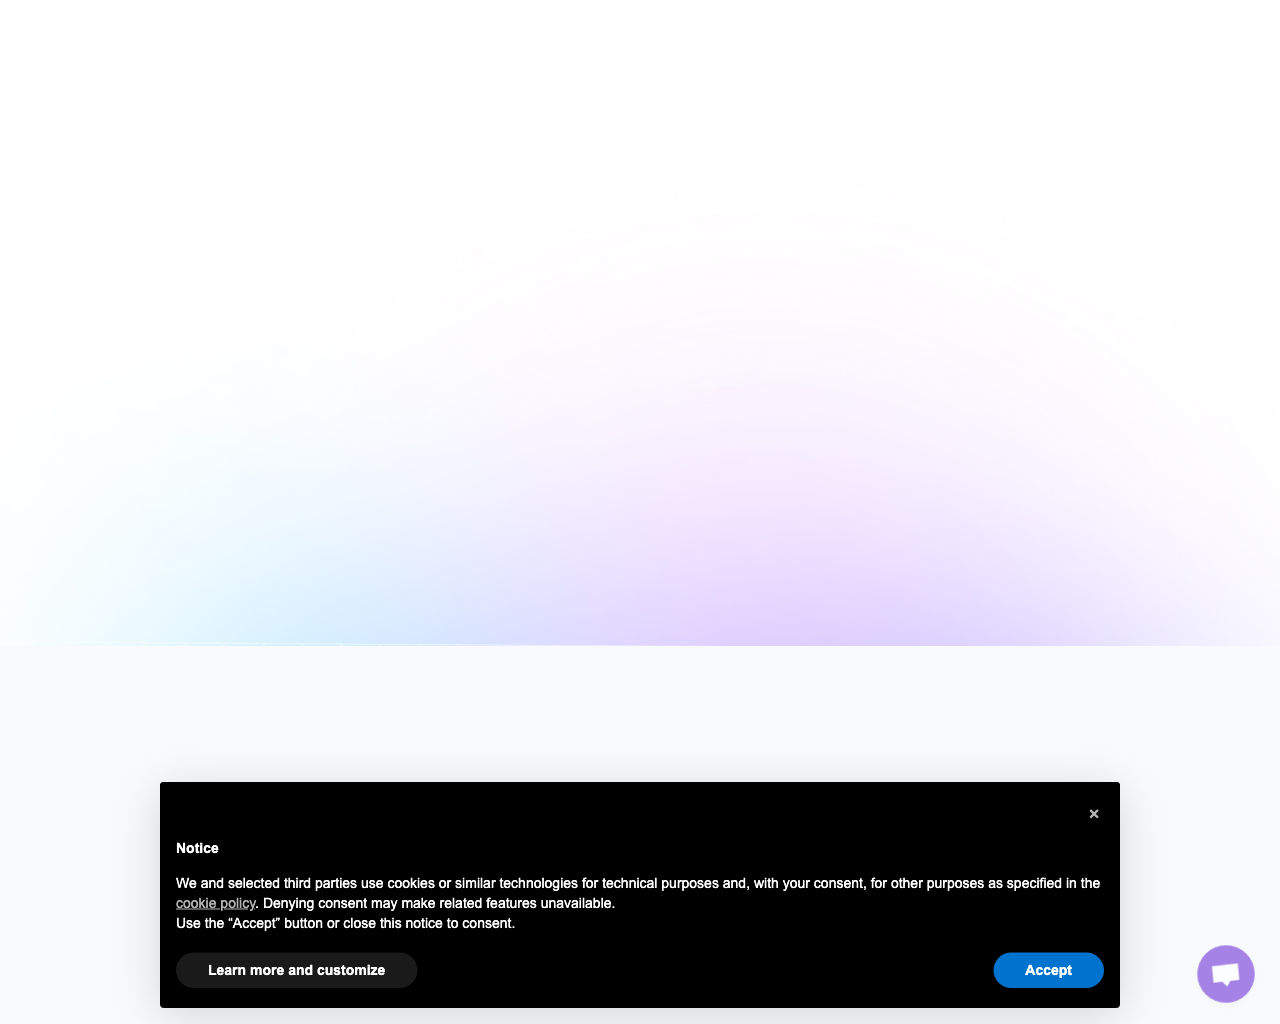 ×
Notice
We and selected third parties use cookies or similar technologies for technical purposes and, with your consent, for other purposes as specified in the
cookie policy. Denying consent may make related features unavailable.
Use the “Accept” button or close this notice to consent.
Learn more and customize
Accept